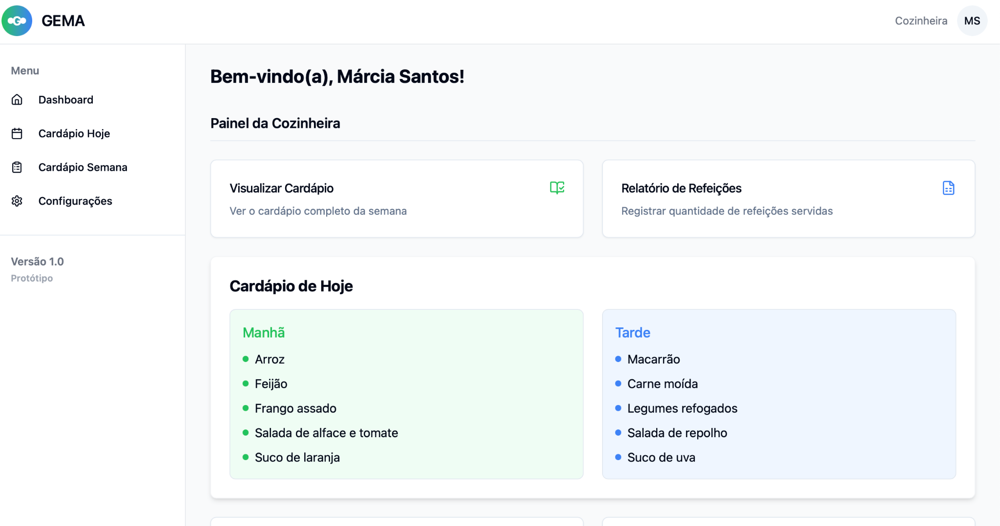 G
GEMA
Cozinheira
MS
Menu
Dashboard
Cardápio Hoje
Cardápio Semana
Configurações
Versão 1.0
Protótipo
Bem-vindo(a), Márcia Santos!
Painel da Cozinheira
Visualizar Cardápio
Ver o cardápio completo da semana
Relatório de Refeições
Registrar quantidade de refeições servidas
Cardápio de Hoje
Manhã
Arroz
Feijão
Frango assado
Salada de alface e tomate
Suco de laranja
Tarde
Macarrão
Carne moída
Legumes refogados
Salada de repolho
Suco de uva